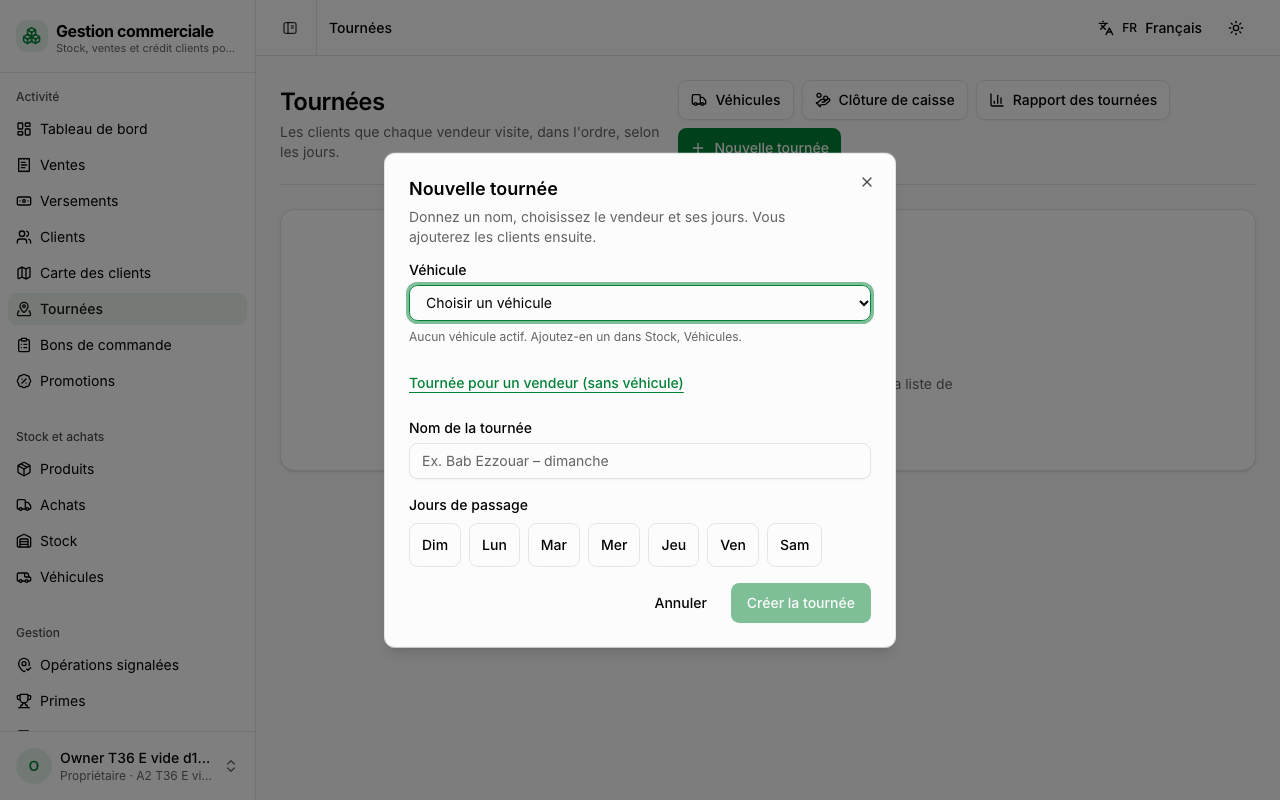 Gestion commerciale
Stock, ventes et crédit clients po...
Activité
Tableau de bord
Ventes
Versements
Clients
Carte des clients
Tournées
Bons de commande
Promotions
Stock et achats
Produits
Achats
Stock
Véhicules
Gestion
Opérations signalées
Primes
O
Owner T36 E vide d1...
Propriétaire · A2 T36 E vi...
Tournées
FR Français
Tournées
Les clients que chaque vendeur visite, dans l'ordre, selon
les jours.
Véhicules
Clôture de caisse
Rapport des tournées
Nouvelle tournée
a liste de
Nouvelle tournée
Donnez un nom, choisissez le vendeur et ses jours. Vous
ajouterez les clients ensuite.
Véhicule
Choisir un véhicule
Aucun véhicule actif. Ajoutez-en un dans Stock, Véhicules.
Tournée pour un vendeur (sans véhicule)
Nom de la tournée
Ex. Bab Ezzouar – dimanche
Jours de passage
Dim Lun Mar Mer Jeu Ven Sam
Annuler
Créer la tournée